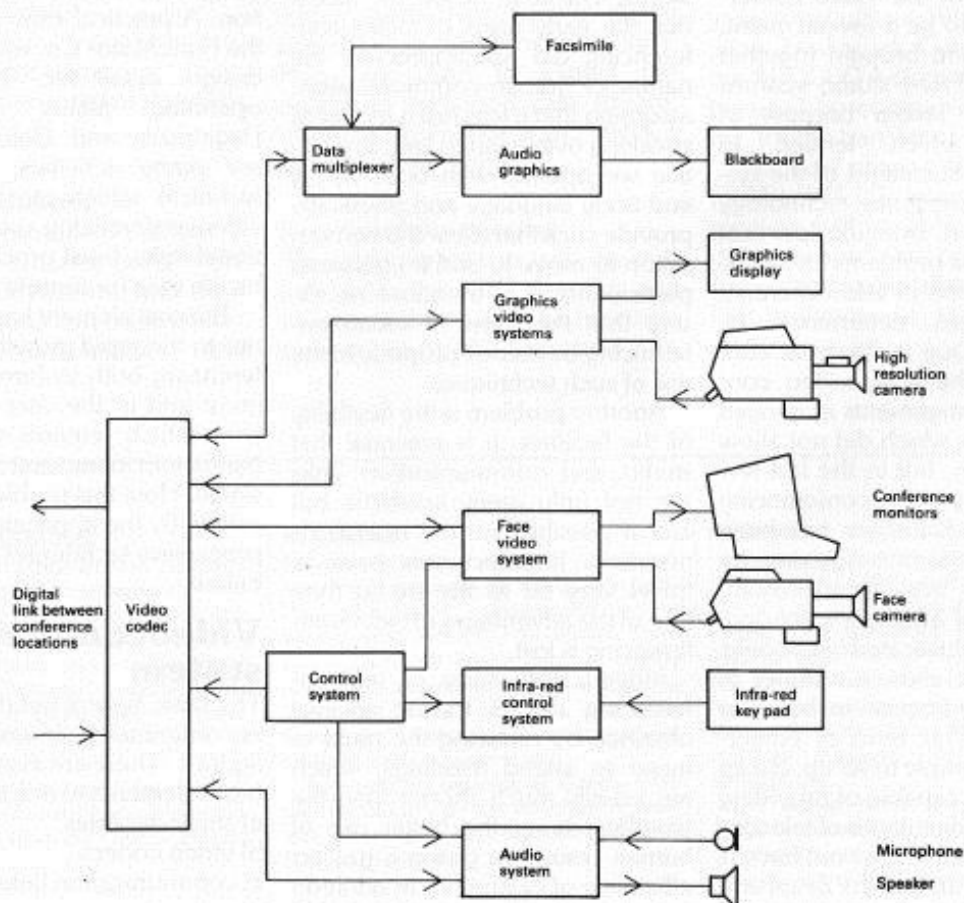 Facsimile
Data
multiplexer
Audio
graphics
Blackboard
Graphics
display
Graphics
video
system
High
resolution
camera
Conference
monitors
Face
video
system
Digital
link between
conference
locations
Video
codec
Face
camera
Control
system
Infra-red
control
system
Infra-red
key pad
Audio
system
Microphone
Speaker